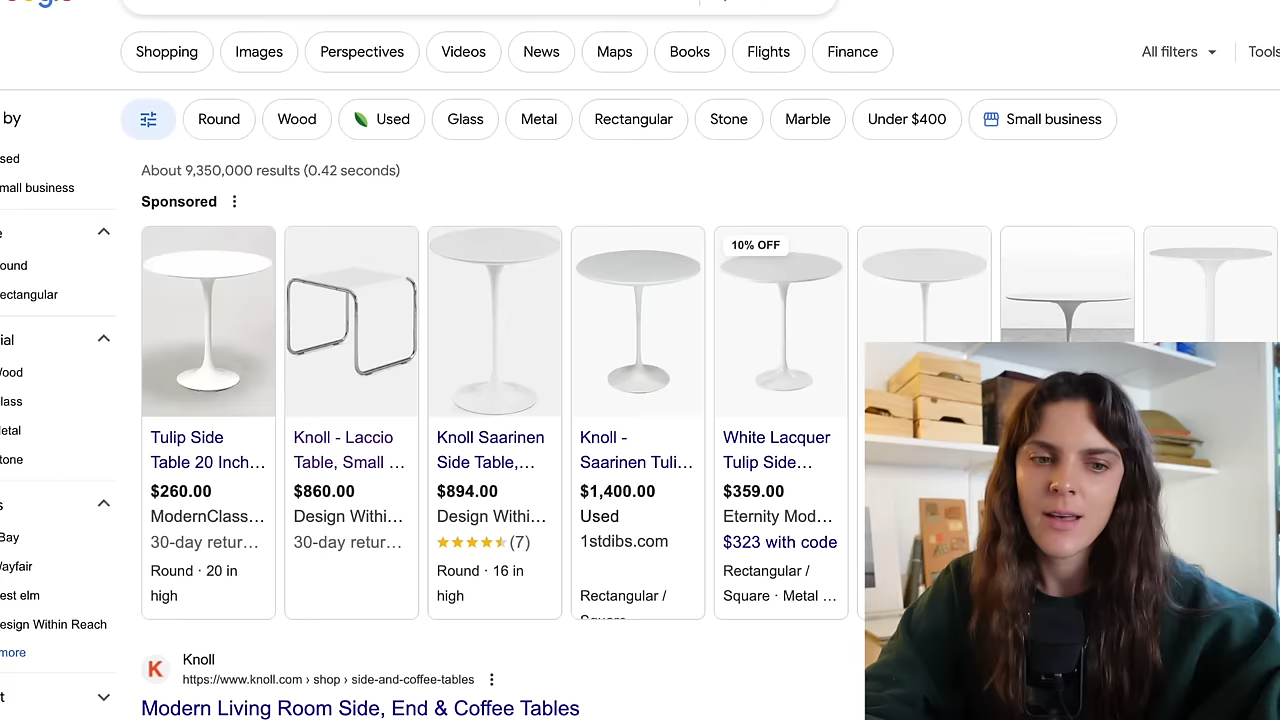 Shopping
Images
Perspectives
Videos
News
Maps
Books
Flights
Finance
All filters
Tools
by
Round
Wood
Used
Glass
Metal
Rectangular
Stone
Marble
Under $400
Small business
sed
mall business
e
ound
ectangular
ial
Vood
lass
etal
tone
s
Bay
ayfair
est elm
esign Within Reach
more
t
About 9,350,000 results (0.42 seconds)
Sponsored
Tulip Side
Table 20 Inch...
$260.00
ModernClass...
30-day retur...
Round · 20 in
high
Knoll - Laccio
Table, Small ...
$860.00
Design Withi...
30-day retur...
Knoll Saarinen
Side Table,...
$894.00
Design Withi...
(7)
Round · 16 in
high
Knoll -
Saarinen Tuli...
$1,400.00
Used
1stdibs.com
Rectangular /
10% OFF
White Lacquer
Tulip Side...
$359.00
Eternity Mod...
$323 with code
Rectangular /
Square · Metal ...
K
Knoll
https://www.knoll.com › shop › side-and-coffee-tables
Modern Living Room Side, End & Coffee Tables